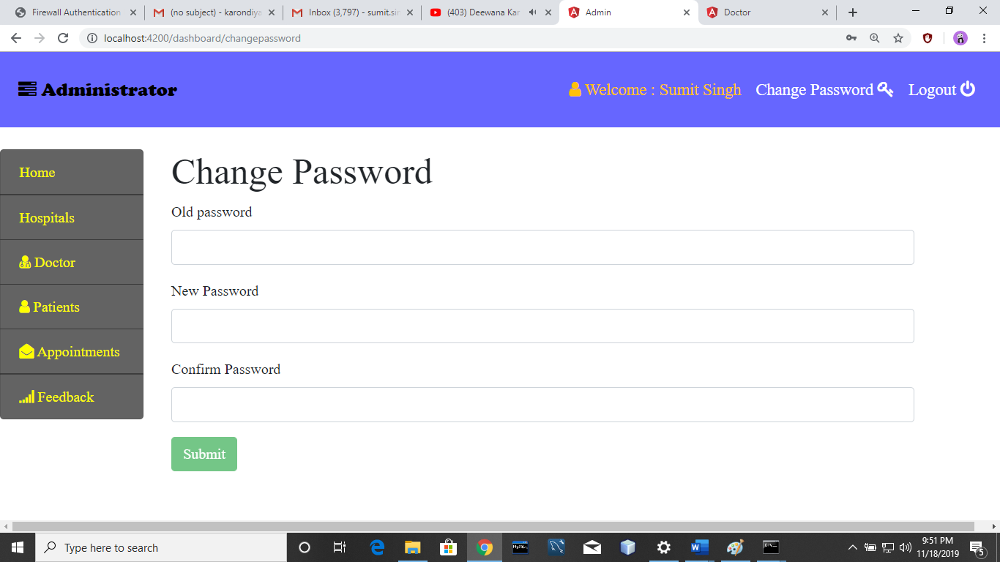 Firewall Authentication
(no subject) - karondiya
Inbox (3,797) - sumit.sin
(403) Deewana Kar
Admin
Doctor
localhost:4200/dashboard/changepassword
Administrator
Welcome : Sumit Singh
Change Password
Logout
Home
Hospitals
Doctor
Patients
Appointments
Feedback
Change Password
Old password
New Password
Confirm Password
Submit
Type here to search
9:51 PM
11/18/2019
5